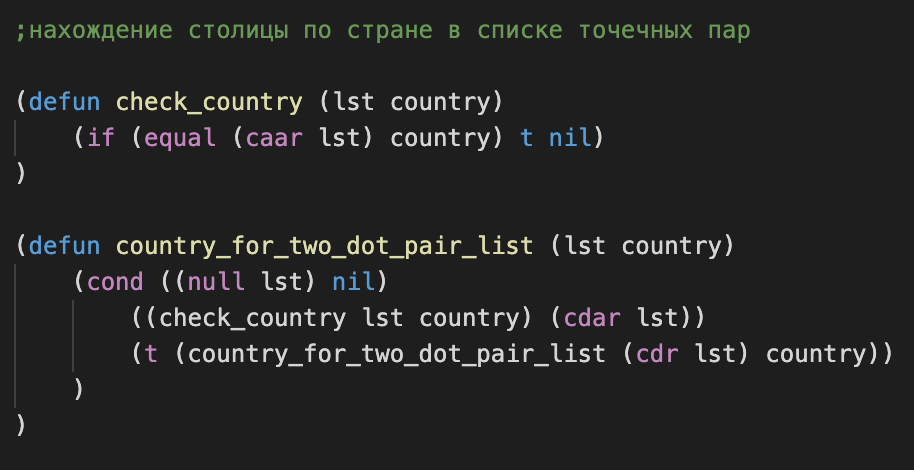 ;нахождение столицы по стране в списке точечных пар
(defun check_country (lst country)
(if (equal (caar lst) country) t nil)
)
(defun country_for_two_dot_pair_list (lst country)
(cond ((null lst) nil)
((check_country lst country) (cdar lst))
(t (country_for_two_dot_pair_list (cdr lst) country))
)
)